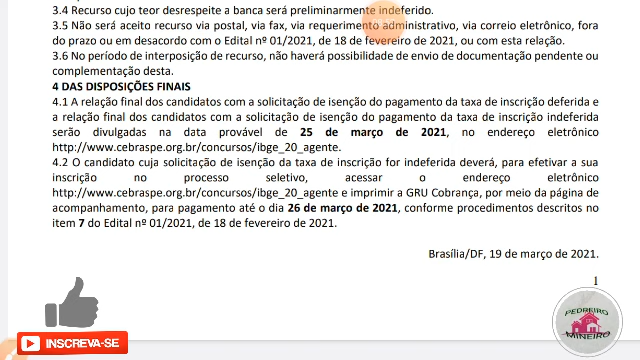 3.4 Recurso cujo teor desrespeite a banca será preliminarmente indeferido.
3.5 Não será aceito recurso via postal, via fax, via requerimento administrativo, via correio eletrônico, fora
do prazo ou em desacordo com o Edital nº 01/2021, de 18 de fevereiro de 2021, ou com esta relação.
3.6 No período de interposição de recurso, não haverá possibilidade de envio de documentação pendente ou
complementação desta.
4 DAS DISPOSIÇÕES FINAIS
4.1 A relação final dos candidatos com a solicitação de isenção do pagamento da taxa de inscrição deferida e
a relação final dos candidatos com a solicitação de isenção do pagamento da taxa de inscrição indeferida
serão divulgadas na data provável de 25 de março de 2021, no endereço eletrônico
http://www.cebraspe.org.br/concursos/ibge_20_agente.
4.2 O candidato cuja solicitação de isenção da taxa de inscrição for indeferida deverá, para efetivar a sua
inscrição no processo seletivo, acessar o endereço eletrônico
http://www.cebraspe.org.br/concursos/ibge_20_agente e imprimir a GRU Cobrança, por meio da página de
acompanhamento, para pagamento até o dia 26 de março de 2021, conforme procedimentos descritos no
item 7 do Edital nº 01/2021, de 18 de fevereiro de 2021.
Brasília/DF, 19 de março de 2021.
1
PEDREIRO
MINEIRO
INSCREVA-SE